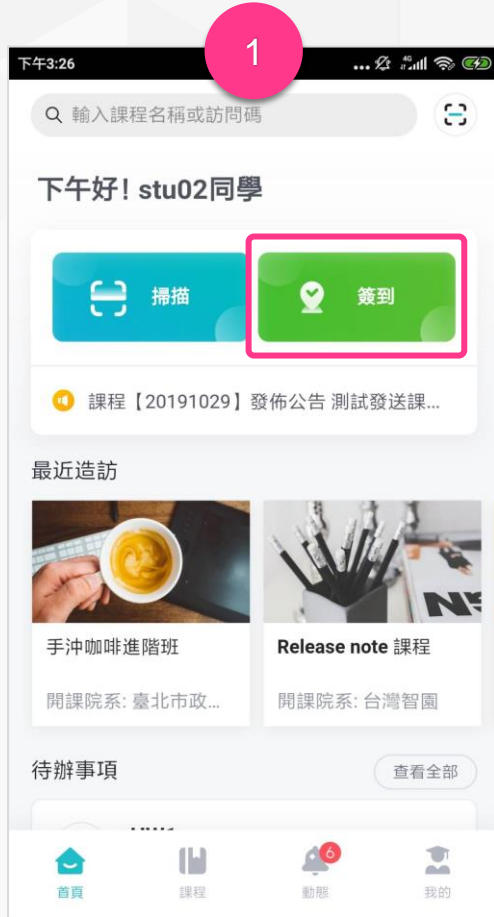 1
下午3:26
... 4G
輸入課程名稱或訪問碼
下午好! stu02同學
掃描 簽到
課程【20191029】發佈公告 測試發送課...
最近造訪
手沖咖啡進階班 Release note 課程
開課院系: 臺北市政... 開課院系: 台灣智園
待辦事項 查看全部
6
首頁 課程 動態 我的